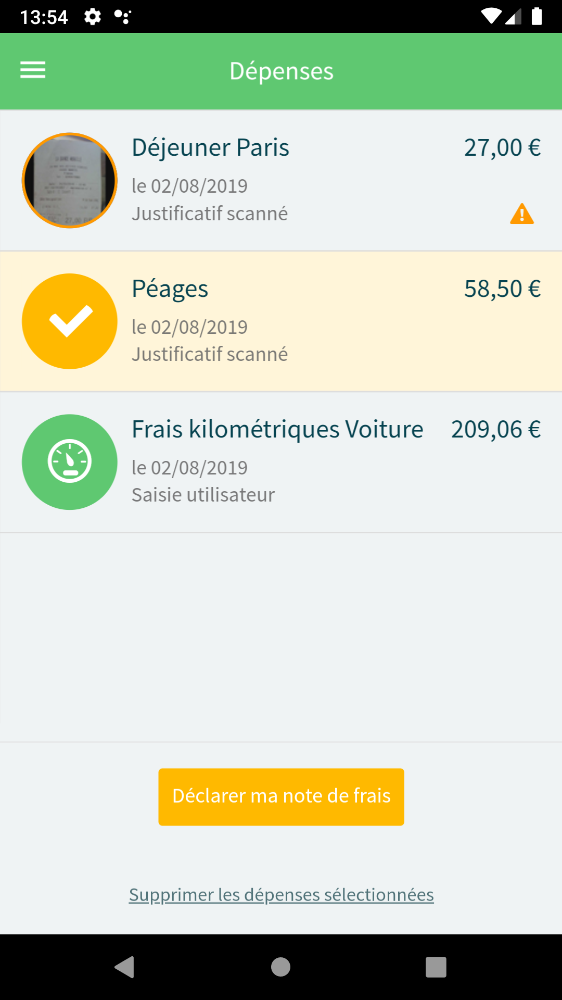 13:54
Dépenses
Déjeuner Paris
27,00 €
le 02/08/2019
Justificatif scanné
Péages
58,50 €
le 02/08/2019
Justificatif scanné
Frais kilométriques Voiture
209,06 €
le 02/08/2019
Saisie utilisateur
Déclarer ma note de frais
Supprimer les dépenses sélectionnées